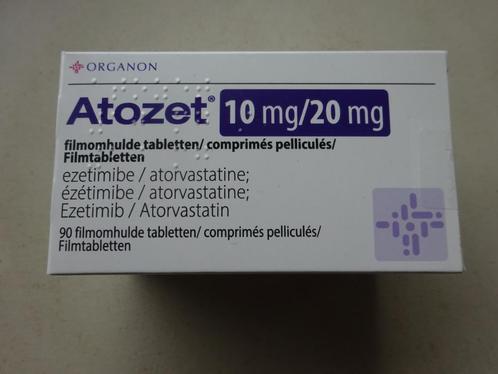 ORGANON
Atozet® 10 mg/20 mg
filmomhulde tabletten/ comprimés pelliculés/
Filmtabletten
ezetimibe / atorvastatine;
ézétimibe / atorvastatine;
Ezetimib / Atorvastatin
90 filmomhulde tabletten/ comprimés pelliculés/
Filmtabletten